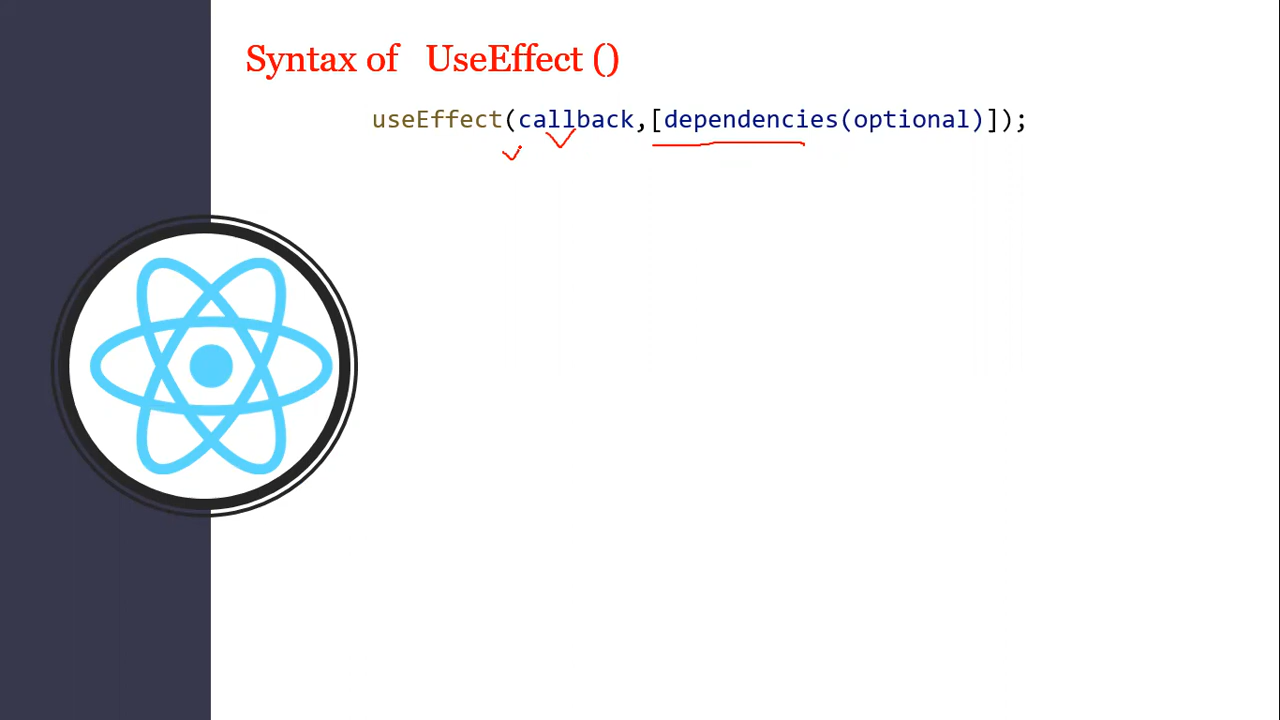 Syntax of UseEffect ()
useEffect(callback,[dependencies(optional)]);